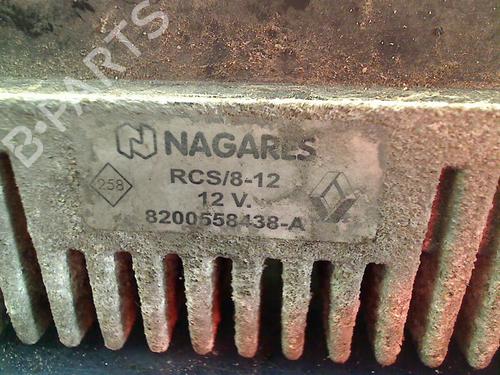 B-PARTS
NAGARES
258
RCS/8-12
12 V.
8200558438-A